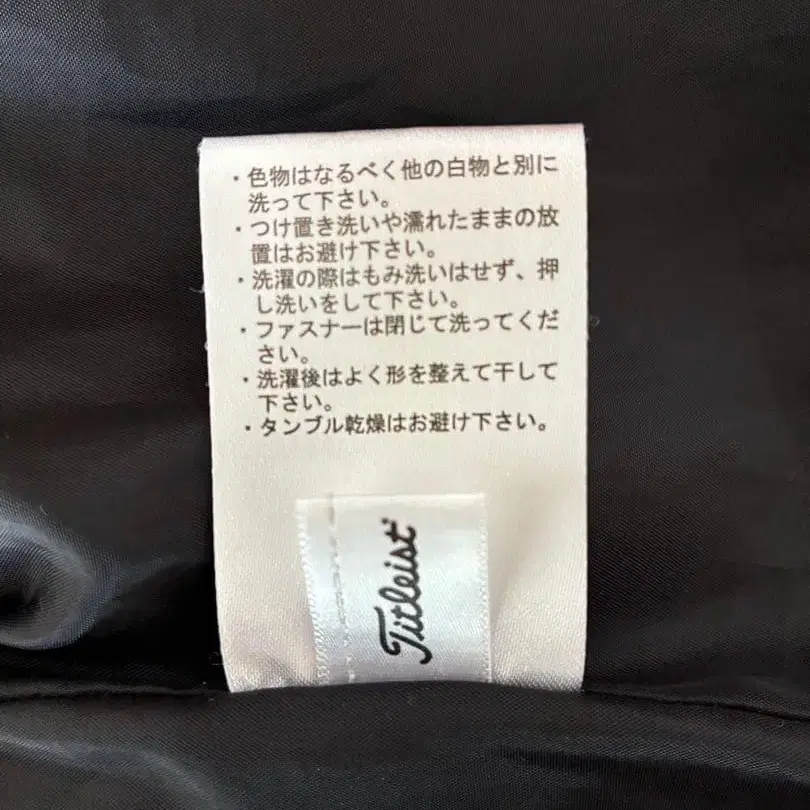 ・色物はなるべく他の白物と別に
洗って下さい。
・つけ置き洗いや濡れたままの放
置はお避け下さい。
・洗濯の際はもみ洗いはせず、押
し洗いをして下さい。
・ファスナーは閉じて洗ってくだ
さい。
・洗濯後はよく形を整えて干して
下さい。
・タンブル乾燥はお避け下さい。
Titleist